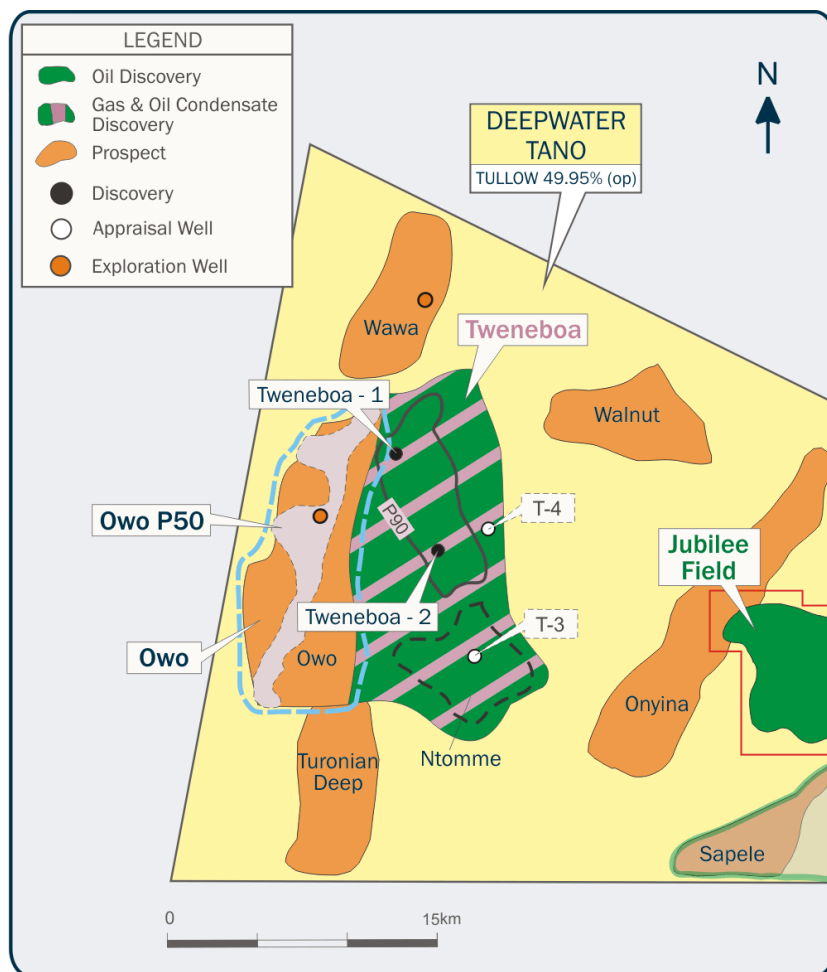 LEGEND
Oil Discovery
Gas & Oil Condensate
Discovery
Prospect
Discovery
Appraisal Well
Exploration Well
N
DEEPWATER
TANO
TULLOW 49.95% (op)
Wawa
Tweneboa
Tweneboa - 1
Walnut
P90
T-4
Owo P50
Jubilee
Field
Tweneboa - 2
T-3
Owo
Owo
Onyina
Turonian
Deep
Ntomme
Sapele
0
15km